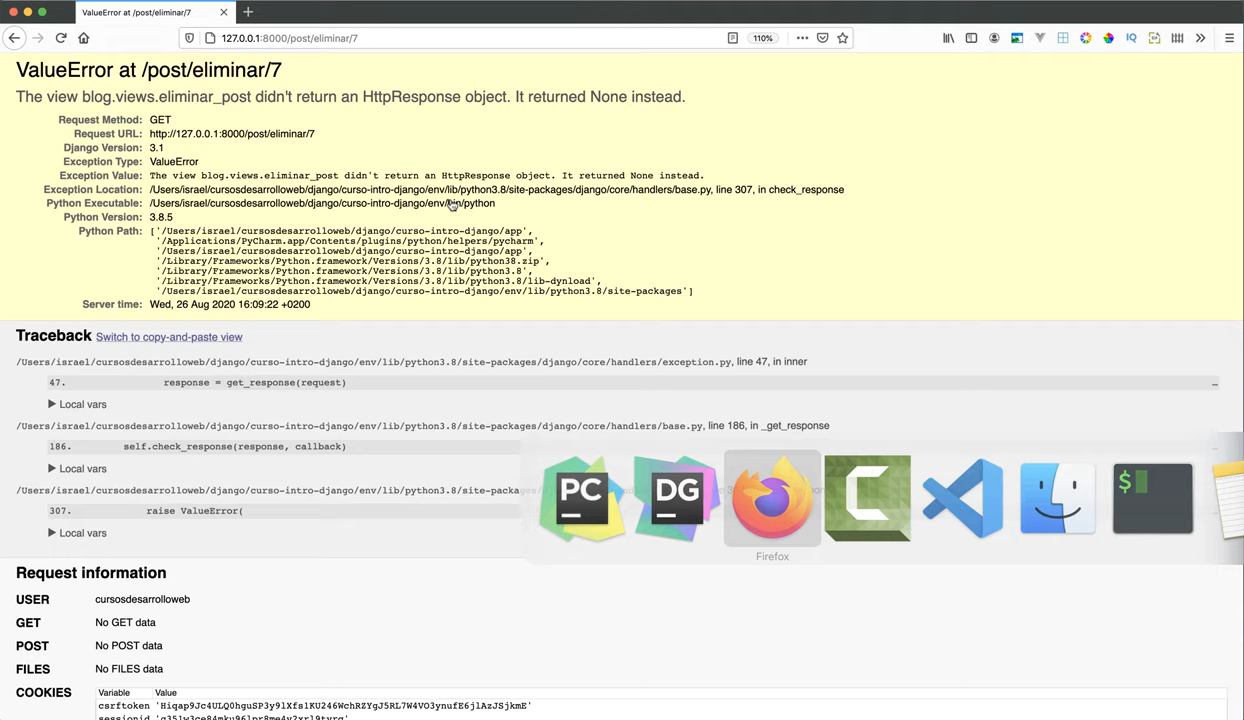 ValueError at /post/eliminar/7
127.0.0.1:8000/post/eliminar/7
110%
IQ
ValueError at /post/eliminar/7
The view blog.views.eliminar_post didn't return an HttpResponse object. It returned None instead.
Request Method: GET
Request URL: http://127.0.0.1:8000/post/eliminar/7
Django Version: 3.1
Exception Type: ValueError
Exception Value: The view blog.views.eliminar_post didn't return an HttpResponse object. It returned None instead.
Exception Location: /Users/israel/cursosdesarrolloweb/django/curso-intro-django/env/lib/python3.8/site-packages/django/core/handlers/base.py, line 307, in check_response
Python Executable: /Users/israel/cursosdesarrolloweb/django/curso-intro-django/env/bin/python
Python Version: 3.8.5
Python Path: ['/Users/israel/cursosdesarrolloweb/django/curso-intro-django/app',
'/Applications/PyCharm.app/Contents/plugins/python/helpers/pycharm',
'/Users/israel/cursosdesarrolloweb/django/curso-intro-django/app',
'/Library/Frameworks/Python.framework/Versions/3.8/lib/python38.zip',
'/Library/Frameworks/Python.framework/Versions/3.8/lib/python3.8',
'/Library/Frameworks/Python.framework/Versions/3.8/lib/python3.8/lib-dynload',
'/Users/israel/cursosdesarrolloweb/django/curso-intro-django/env/lib/python3.8/site-packages']
Server time: Wed, 26 Aug 2020 16:09:22 +0200
Traceback Switch to copy-and-paste view
/Users/israel/cursosdesarrolloweb/django/curso-intro-django/env/lib/python3.8/site-packages/django/core/handlers/exception.py, line 47, in inner
47. response = get_response(request)
Local vars
/Users/israel/cursosdesarrolloweb/django/curso-intro-django/env/lib/python3.8/site-packages/django/core/handlers/base.py, line 186, in _get_response
186. self.check_response(response, callback)
Local vars
/Users/israel/cursosdesarrolloweb/django/curso-intro-django/env/lib/python3.8/site-packa
307. raise ValueError(
Local vars
PC
DG
C
$
Firefox
Request information
USER cursosdesarrolloweb
GET No GET data
POST No POST data
FILES No FILES data
COOKIES Variable Value